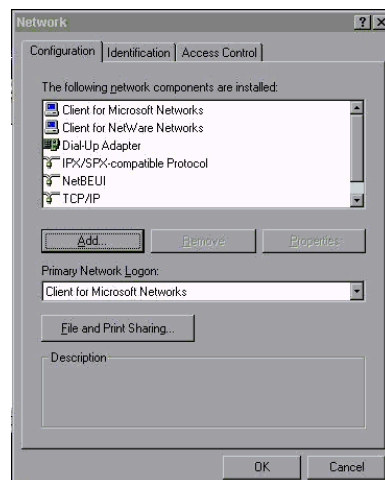 Network
Configuration Identification Access Control
The following network components are installed:
Client for Microsoft Networks
Client for NetWare Networks
Dial-Up Adapter
IPX/SPX-compatible Protocol
NetBEUI
TCP/IP
Add... Remove Properties
Primary Network Logon:
Client for Microsoft Networks
File and Print Sharing...
Description
OK Cancel